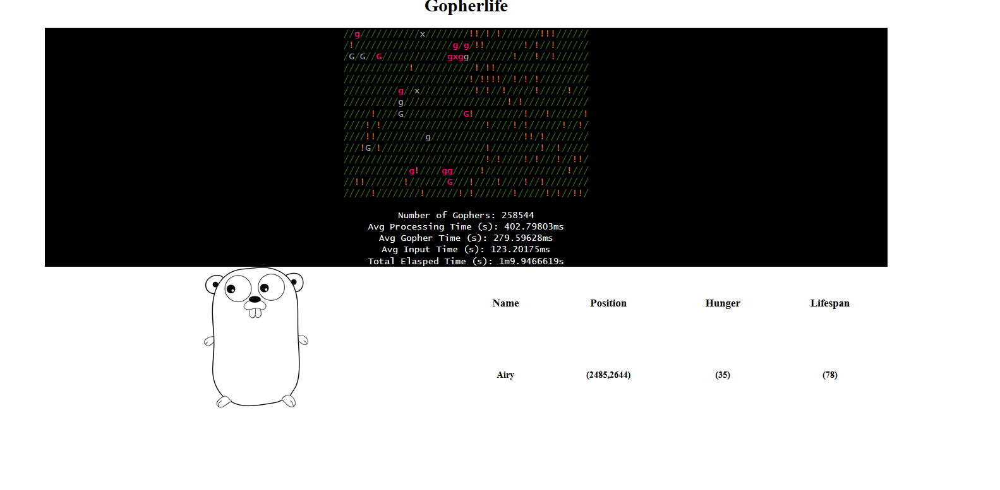 Gopherlife
//g///////////x////////!!/!/!///////!!!//////
/!//////////////////g/g/!!///////!/!//!//////
/G/G//G////////////gxgg////////!///!//!//////
////////////!///////////!/!!/////////////////
///////////////////////!/!!!!//!/!/!/////////
//////////g//x//////////!/!//!/////!/////!///
//////////g///////////////////!/!////////////
/////!////G///////////G!/////////!///!//////!
////!/!///////////////////!////!/!//////!//!/
////!!/////////g/////////////////!!/!////////
///!G/!///////////////////!/////////!//!/////
//////////////////////////!/!////!/!///!//!!/
////////////g!////gg/////!///////////////!///
//!!///////!///////G///!////!////!//!////////
/////!////////!//////!/!///////!/////!/!//!!/
Number of Gophers: 258544
Avg Processing Time (s): 402.79803ms
Avg Gopher Time (s): 279.59628ms
Avg Input Time (s): 123.20175ms
Total Elasped Time (s): 1m9.9466619s
Name Position Hunger Lifespan
Airy (2485,2644) (35) (78)